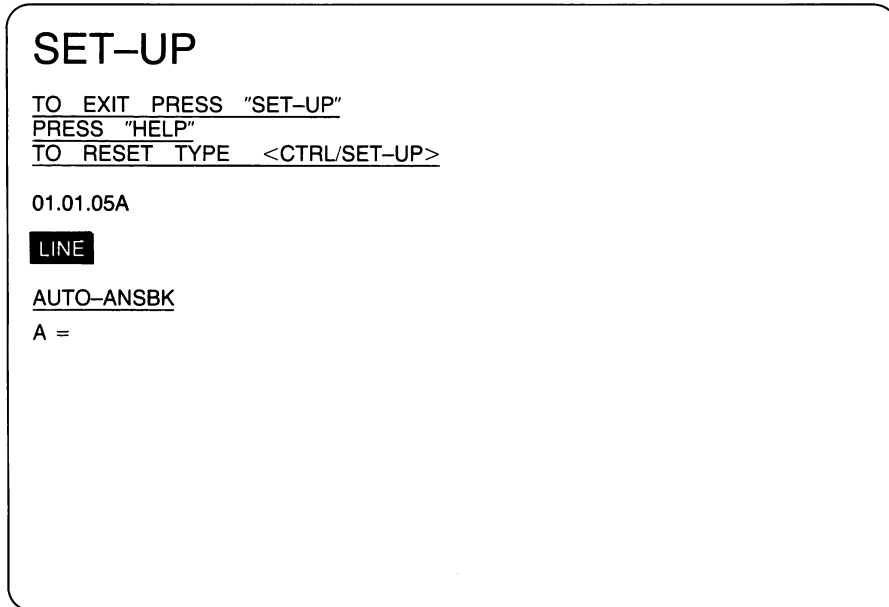 SET–UP
TO EXIT PRESS "SET–UP"
PRESS "HELP"
TO RESET TYPE <CTRL/SET–UP>
01.01.05A
LINE
AUTO–ANSBK
A =